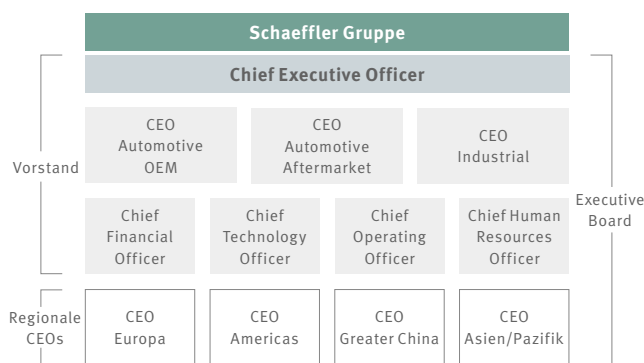 Schaeffler Gruppe
Chief Executive Officer
Vorstand
CEO
Automotive
OEM
CEO
Automotive
Aftermarket
CEO
Industrial
Chief
Financial
Officer
Chief
Technology
Officer
Chief
Operating
Officer
Chief Human
Resources
Officer
Executive
Board
Regionale
CEOs
CEO
Europa
CEO
Americas
CEO
Greater China
CEO
Asien/Pazifik